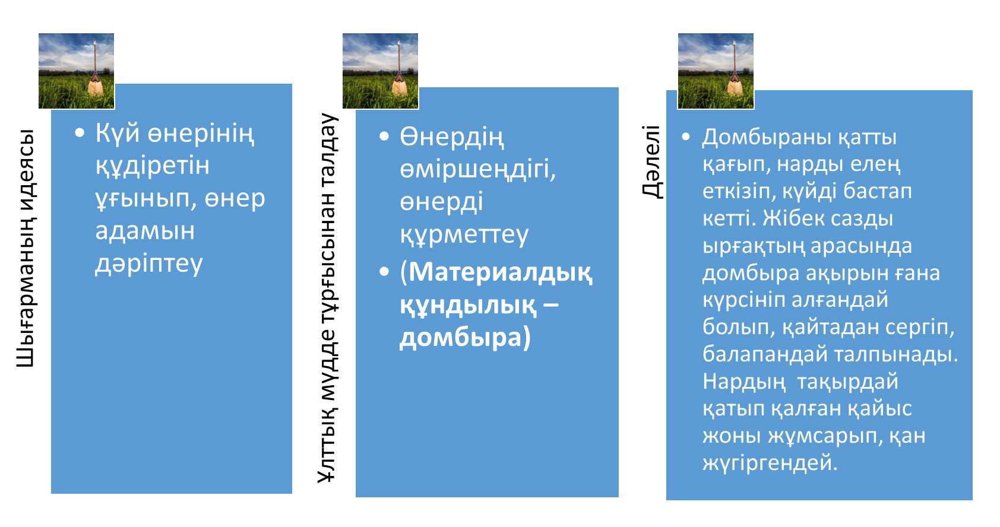 Шығарманың идеясы
• Күй өнерінің
құдіретін
ұғынып, өнер
адамын
дәріптеу
Ұлттық мүдде тұрғысынан талдау
• Өнердің
өміршеңдігі,
өнерді
құрметтеу
• (Материалдық
құндылық –
домбыра)
Дәлелі
• Домбыраны қатты
қағып, нарды елең
еткізіп, күйді бастап
кетті. Жібек сазды
ырғақтың арасында
домбыра ақырын ғана
күрсініп алғандай
болып, қайтадан сергіп,
балапандай талпынады.
Нардың  тақырдай
қатып қалған қайыс
жоны жұмсарып, қан
жүгіргендей.